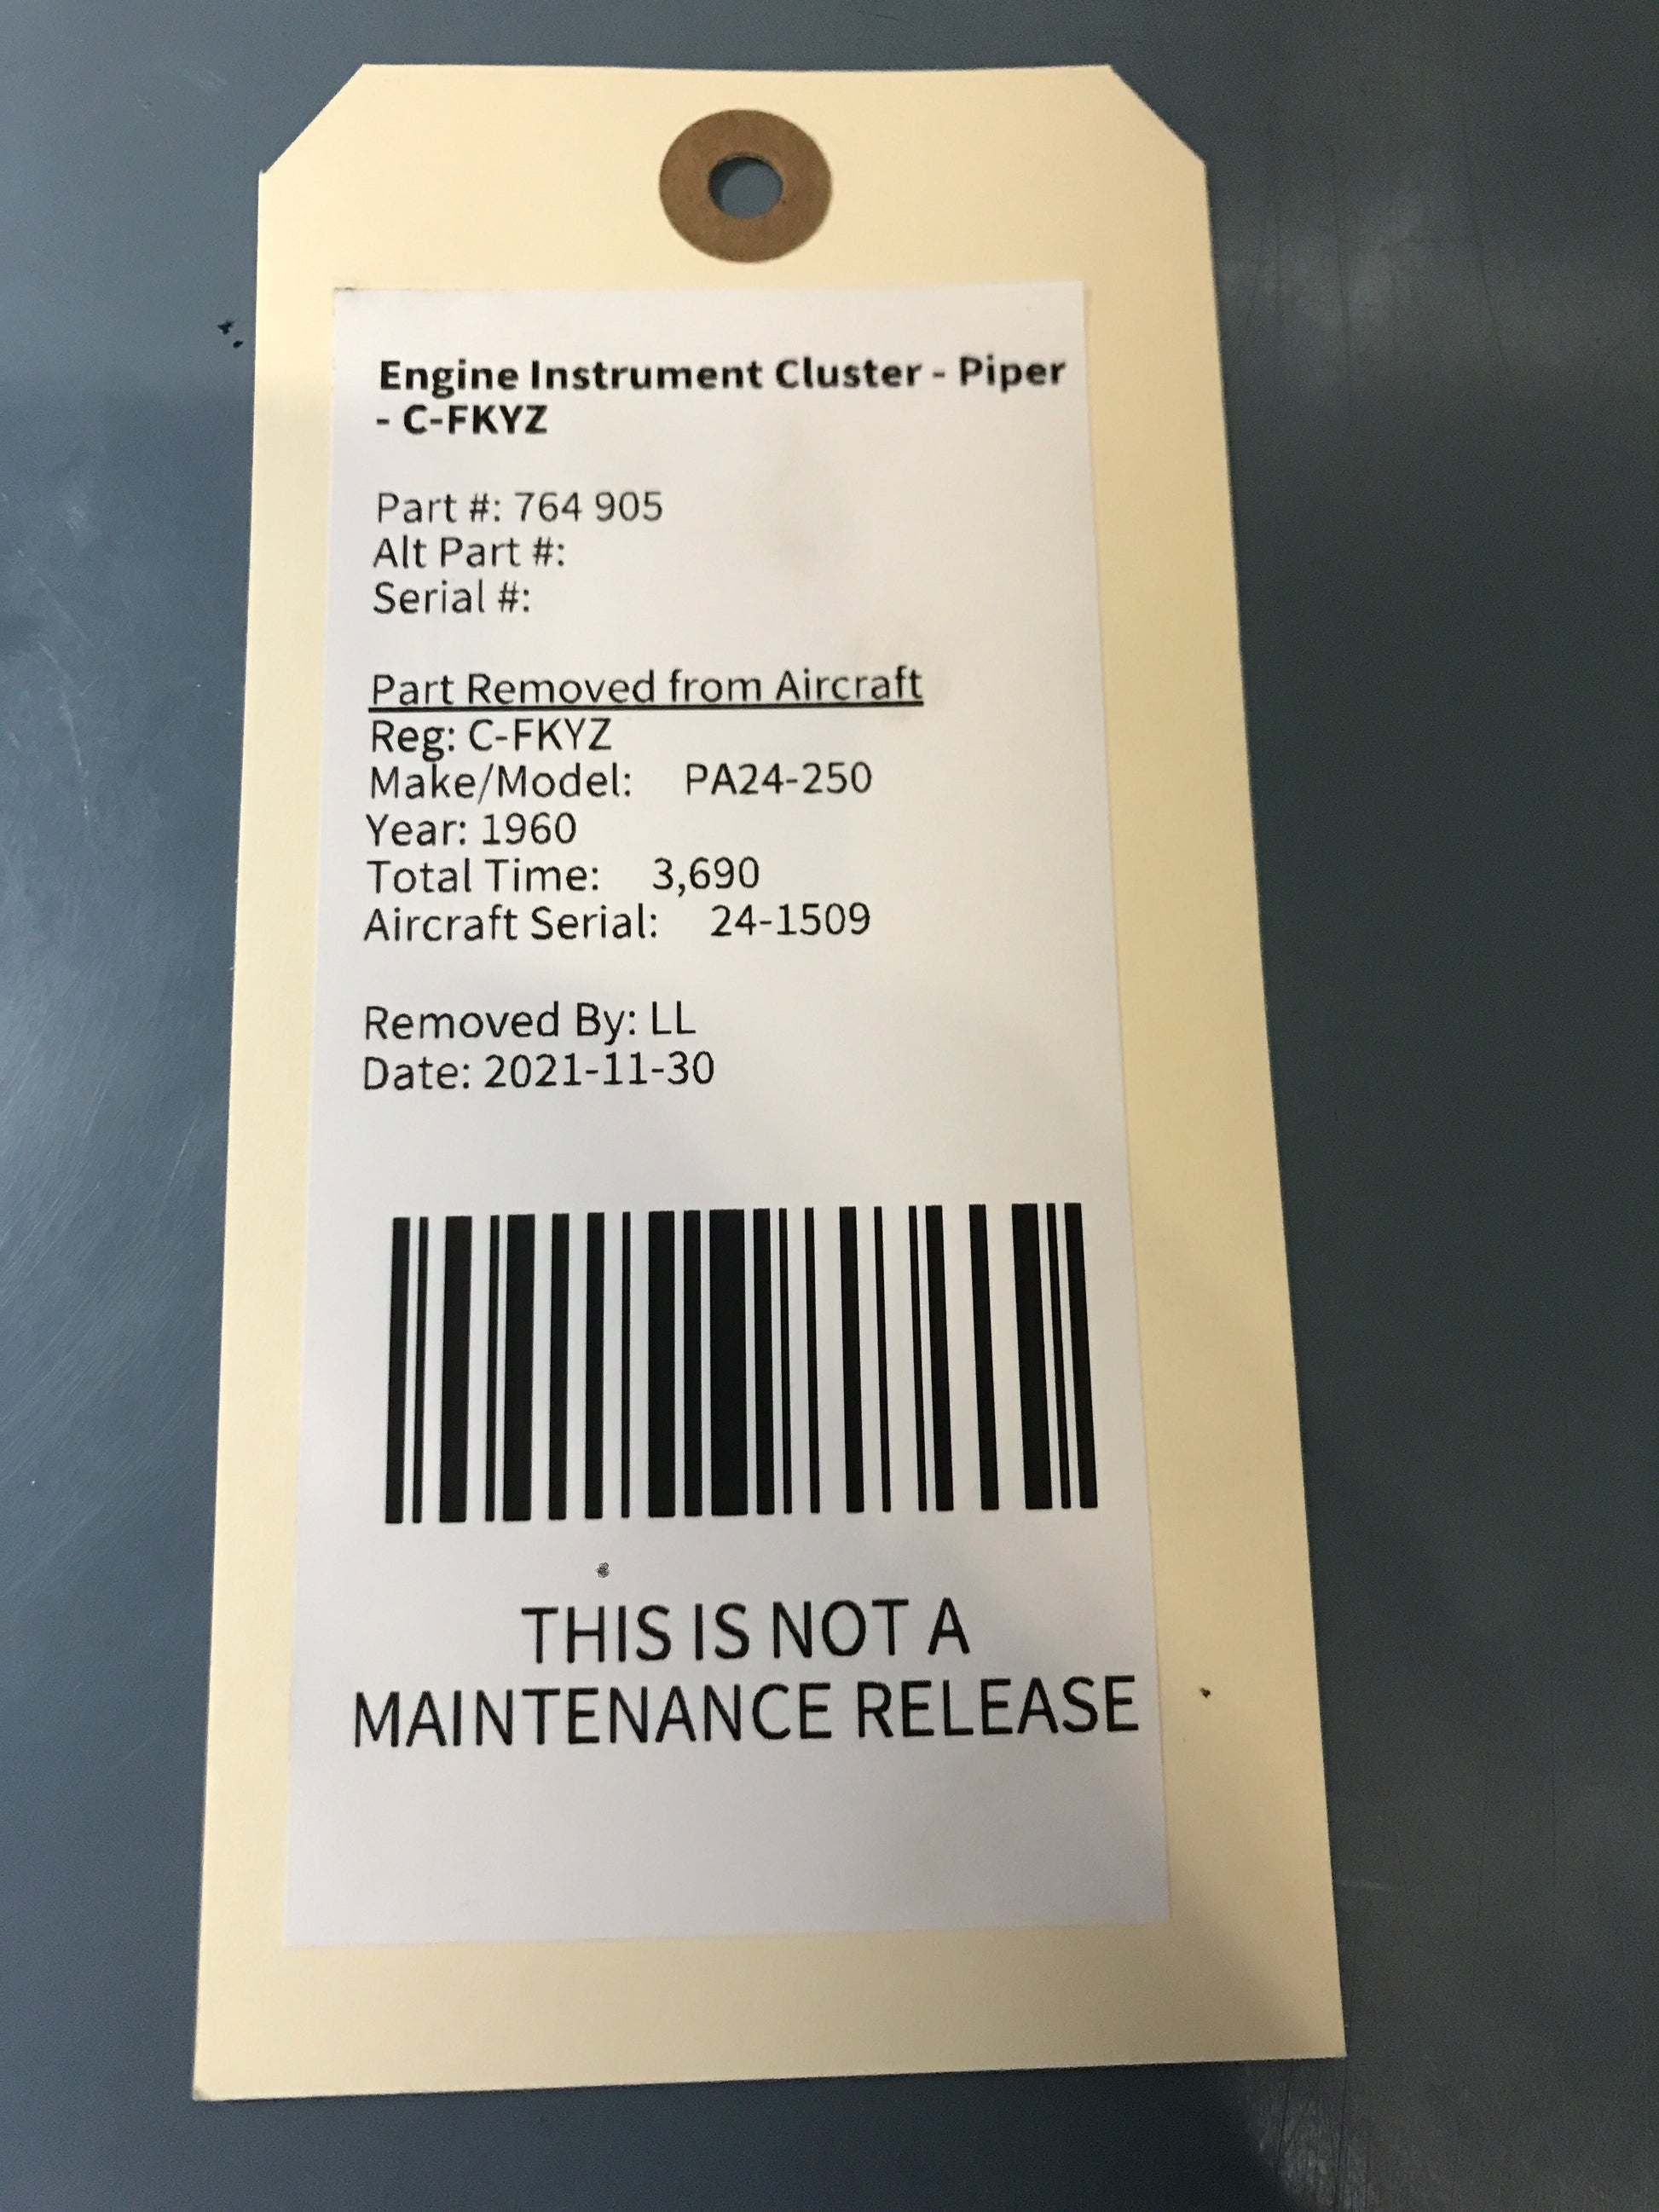 Engine Instrument Cluster - Piper
- C-FKYZ
Part #: 764 905
Alt Part #:
Serial #:
Part Removed from Aircraft
Reg: C-FKYZ
Make/Model: PA24-250
Year: 1960
Total Time: 3,690
Aircraft Serial: 24-1509
Removed By: LL
Date: 2021-11-30
THIS IS NOT A
MAINTENANCE RELEASE